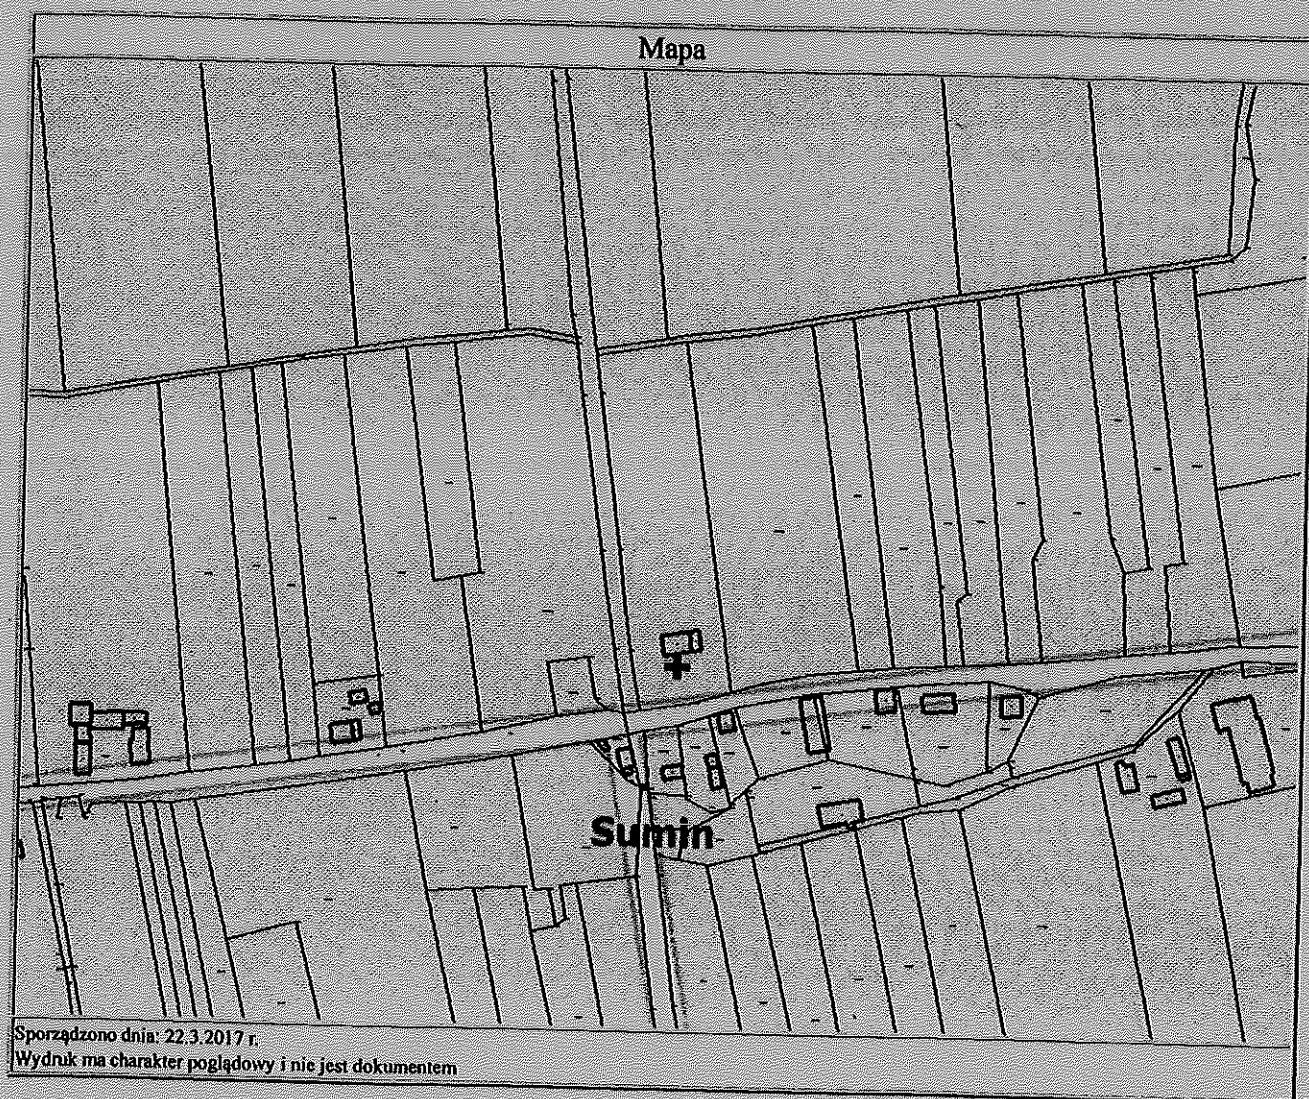 Mapa
Sumin
Sporządzono dnia: 22.3.2017 r.
Wydruk ma charakter poglądowy i nie jest dokumentem